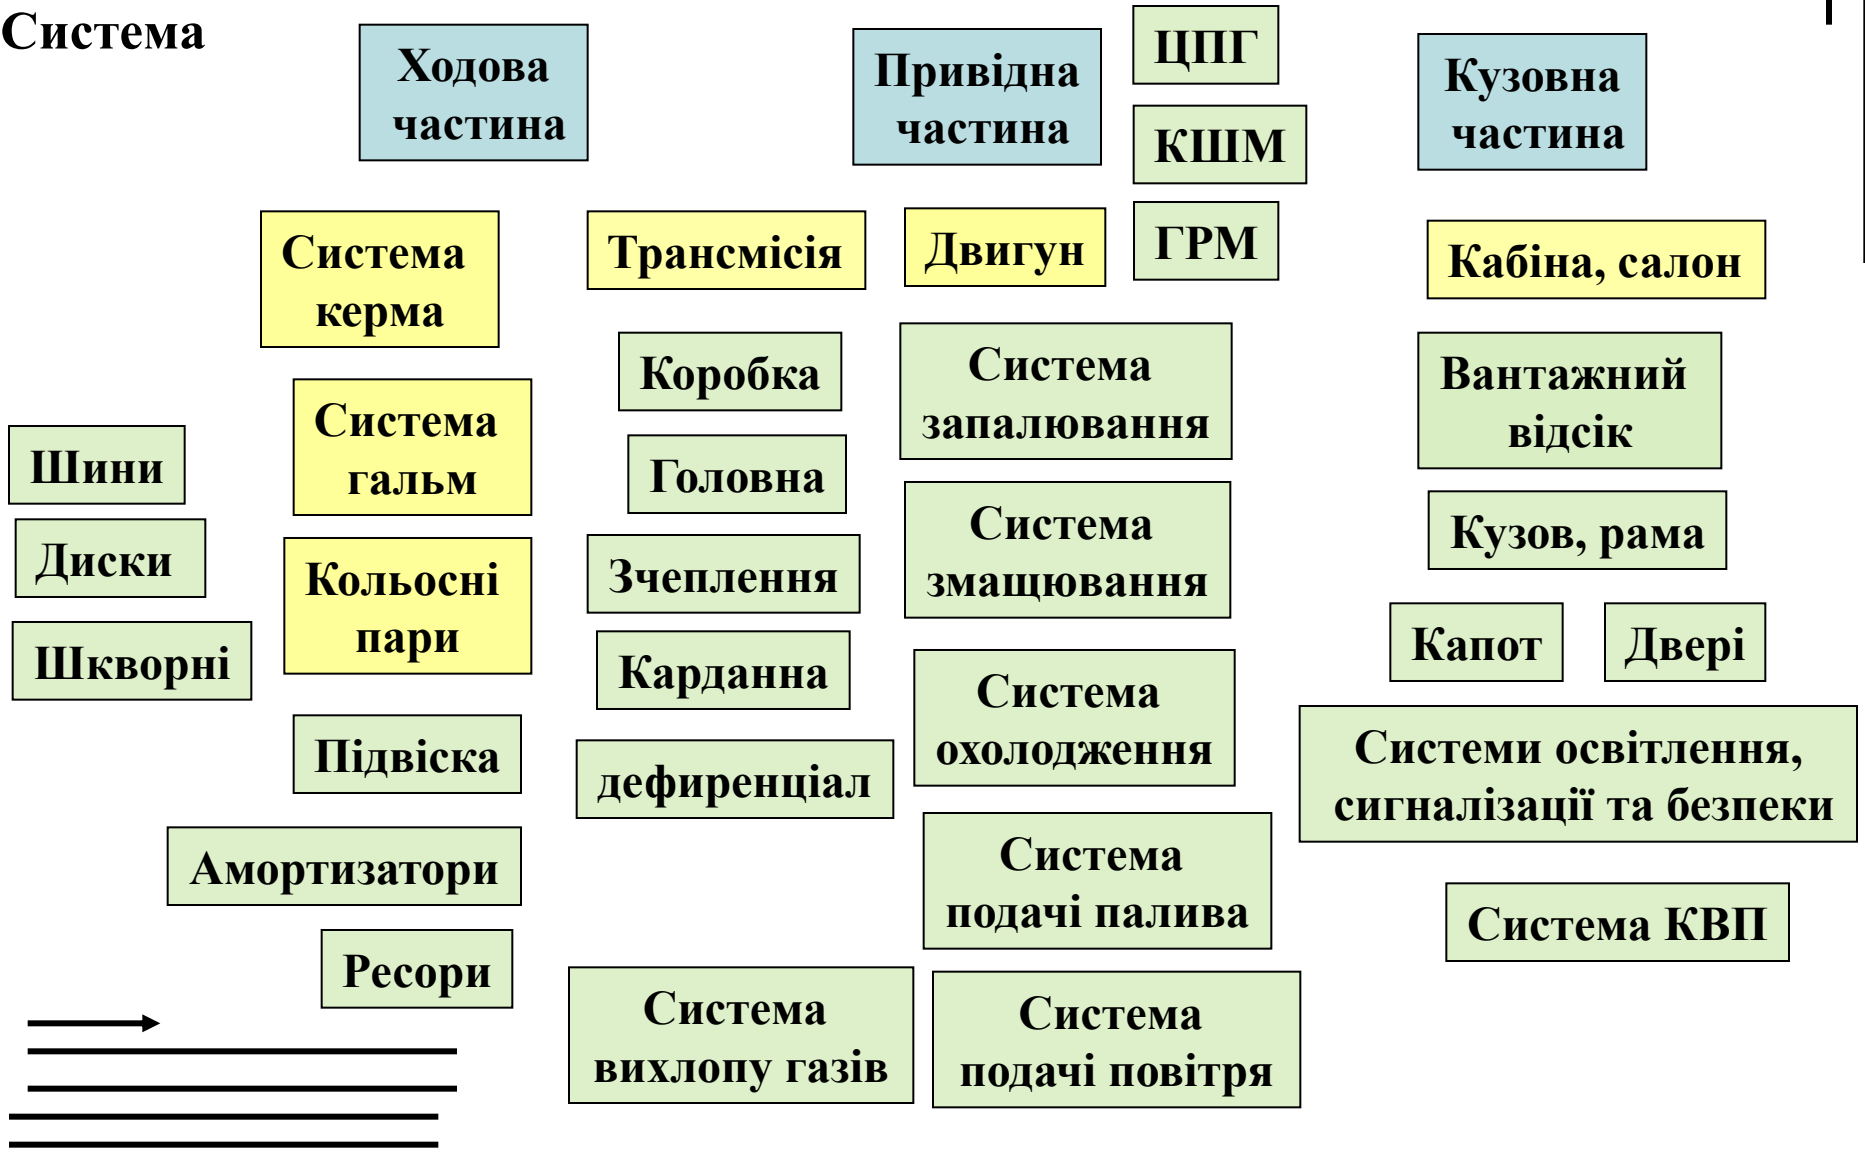 Система
Ходова
частина
Привідна
частина
ЦПГ
КШМ
ГРМ
Кузовна
частина
Система
керма
Трансмісія
Двигун
Кабіна, салон
Система
гальм
Коробка
Система
запалювання
Вантажний
відсік
Шини
Диски
Шкворні
Кольосні
пари
Головна
Зчеплення
Карданна
дефиренціал
Система
змащювання
Кузов, рама
Капот
Двері
Підвіска
Система
охолодження
Системи освітлення,
сигналізації та безпеки
Амортизатори
Система
подачі палива
Система КВП
Ресори
Система
вихлопу газів
Система
подачі повітря